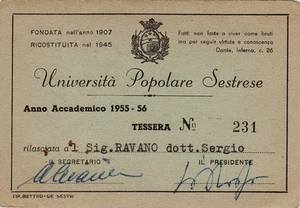 FONDATA nell'anno 1907
RICOSTITUITA nel 1945
Fatti non foste a viver come bruti
ma per seguir virtute e conoscenza
Dante, Inferno, c. 26
Università Popolare Sestrese
Anno Accademico 1955-56
TESSERA No 231
rilasciata al Sig.RAVANO dott.Sergio
IL SEGRETARIO
IL PRESIDENTE